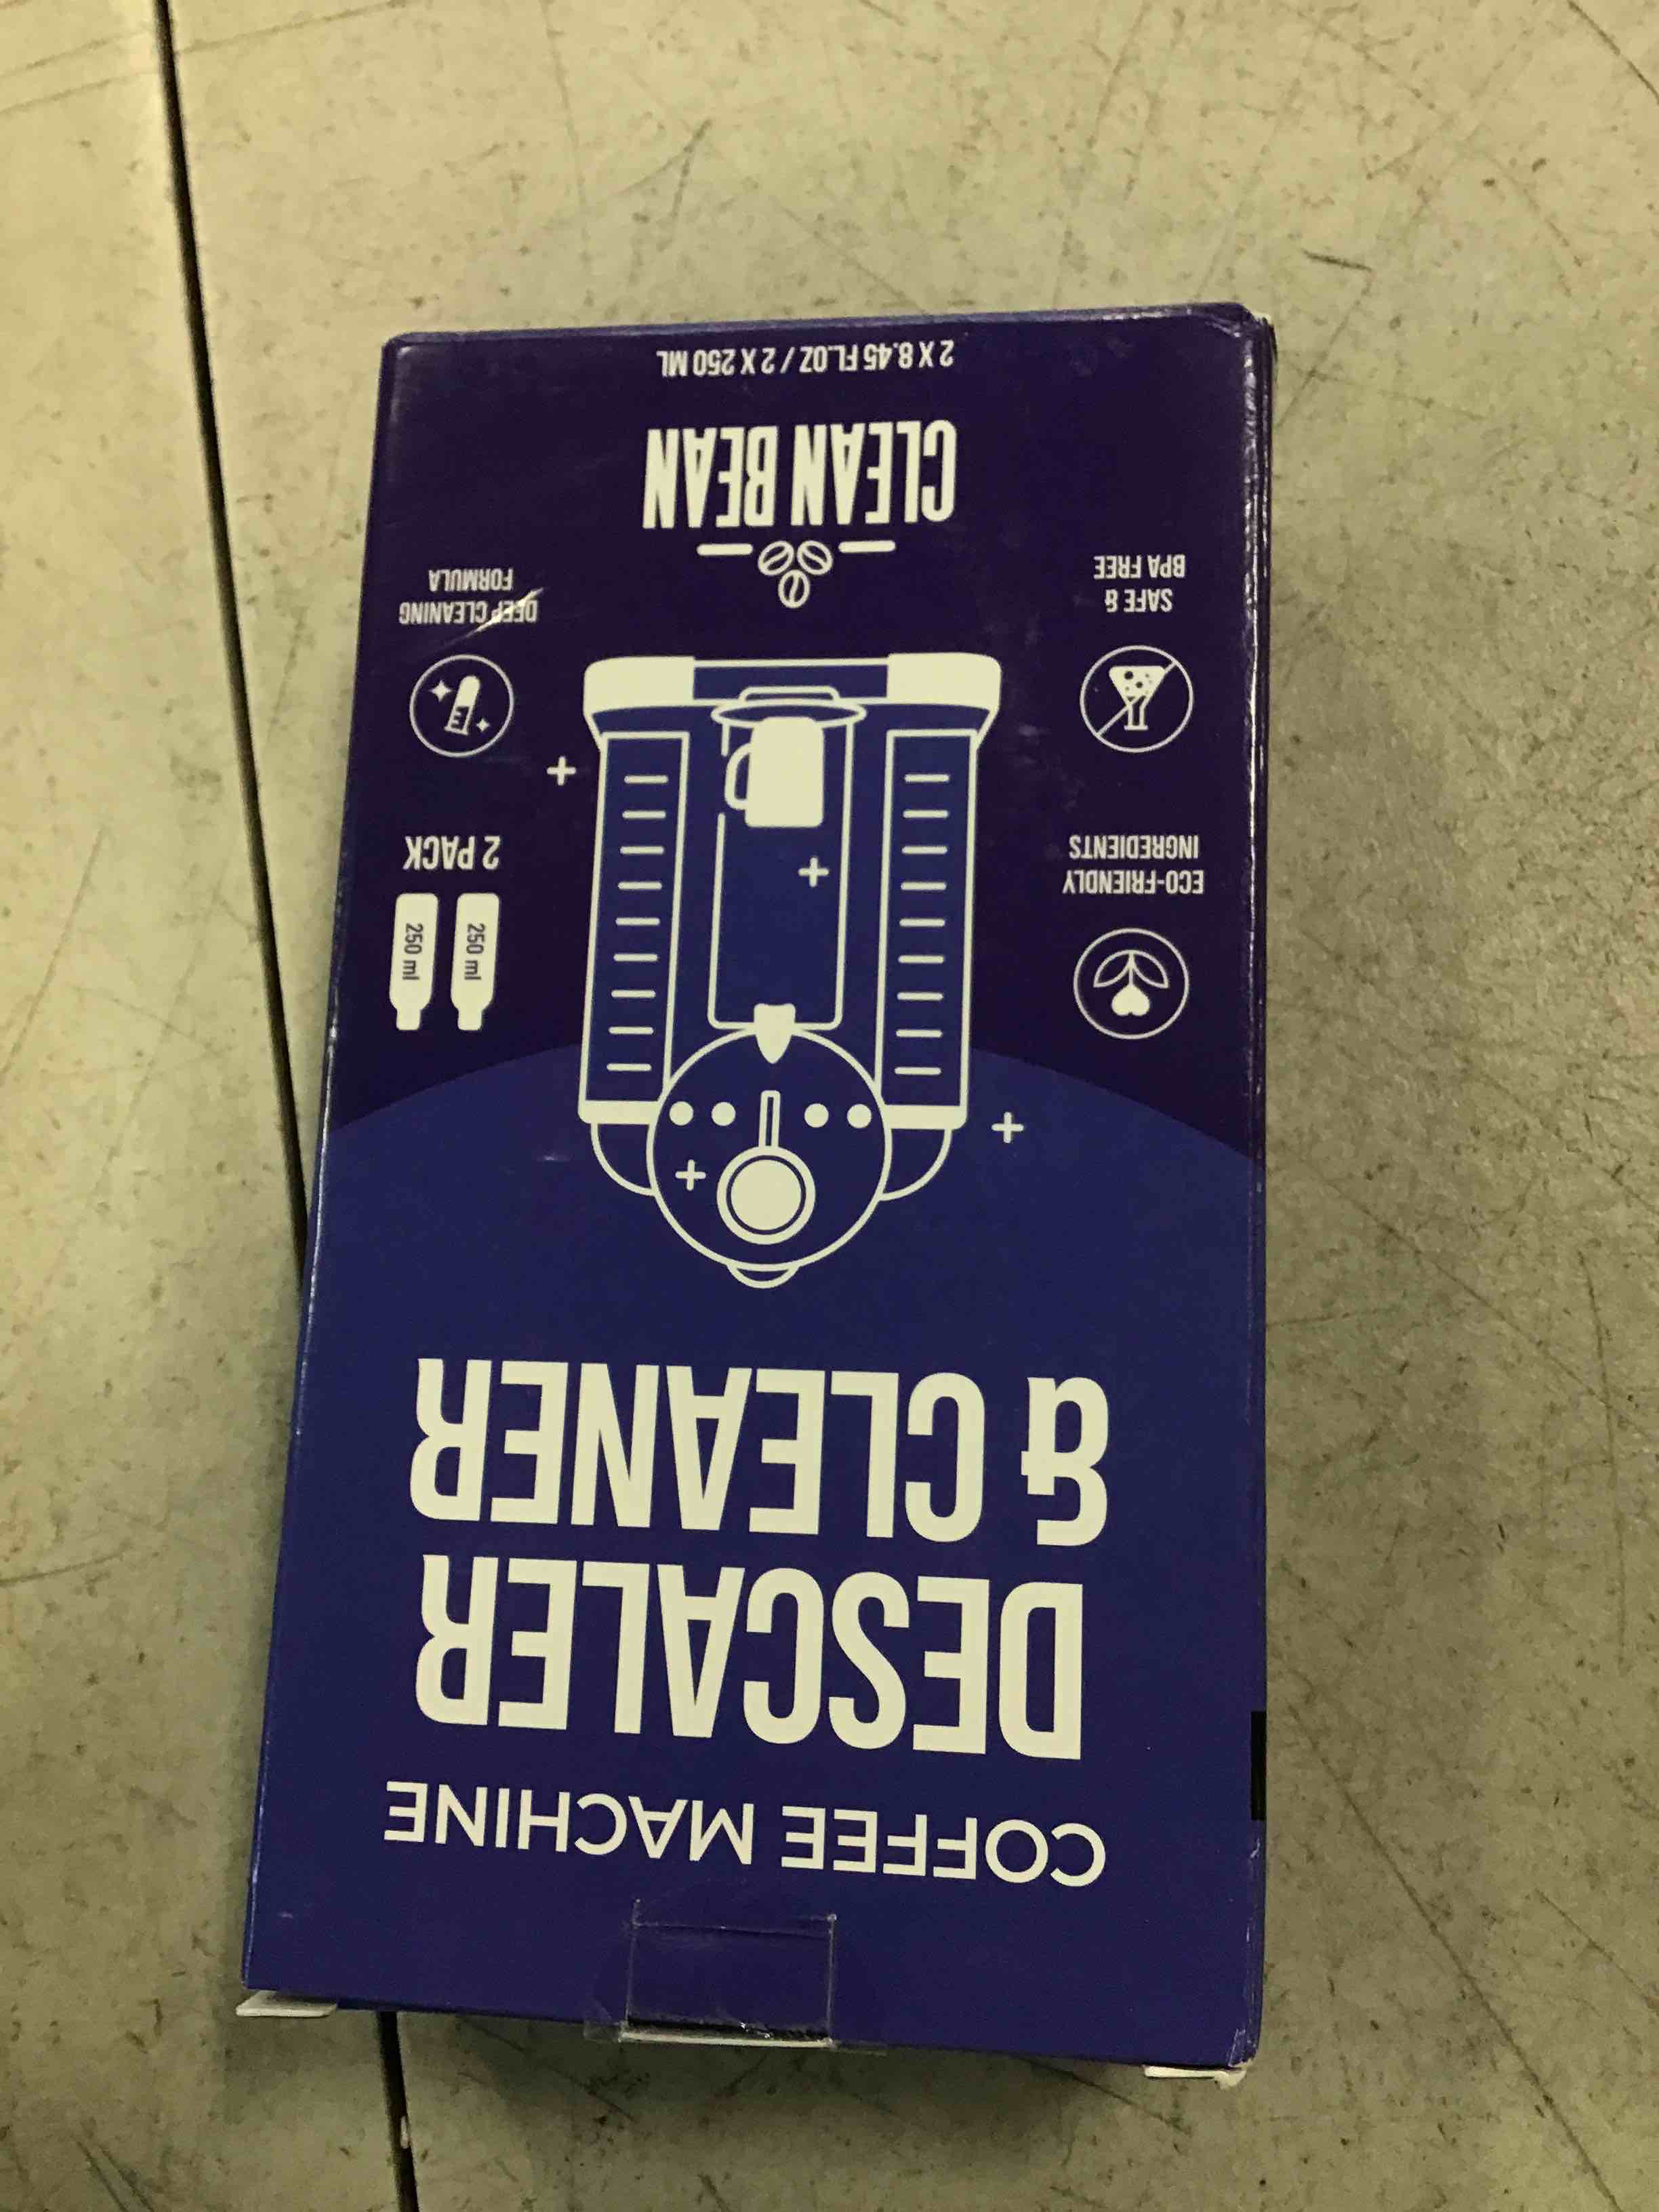 COFFEE MACHINE
DESCALER
& CLEANER
ECO-FRIENDLY
INGREDIENTS
250 ml
250 ml
2 PACK
SAFE &
BPA FREE
DEEP CLEANING
FORMULA
CLEAN BEAN
2 X 8.45 FL.OZ / 2 X 250 ML